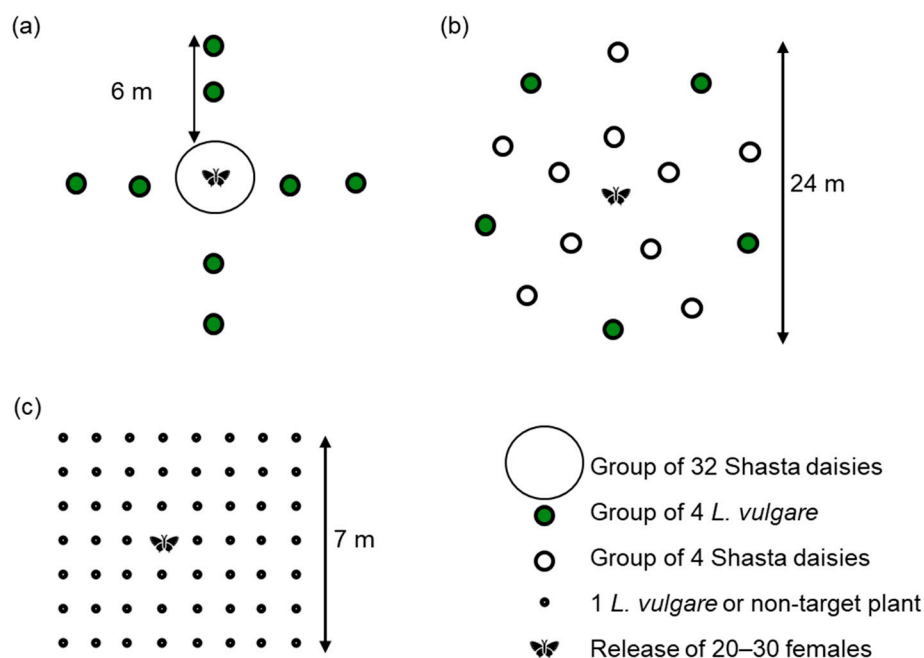 (a)
6 m
(b)
24 m
(c)
7 m
Group of 32 Shasta daisies
Group of 4 L. vulgare
Group of 4 Shasta daisies
1 L. vulgare or non-target plant
Release of 20–30 females